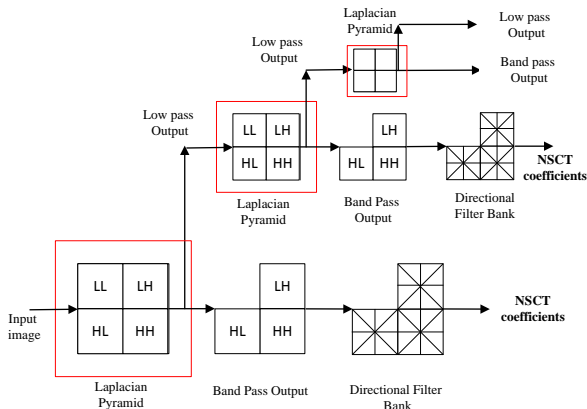 Laplacian
Pyramid
Low pass
Output
Low pass
Output
Band pass
Output
Low pass
Output
LL
LH
HL
HH
LH
HL
HH
NSCT
coefficients
Laplacian
Pyramid
Band Pass
Output
Directional
Filter Bank
LL
LH
HL
HH
LH
HL
HH
Input
image
NSCT
coefficients
Laplacian
Pyramid
Band Pass Output
Directional Filter
Bank